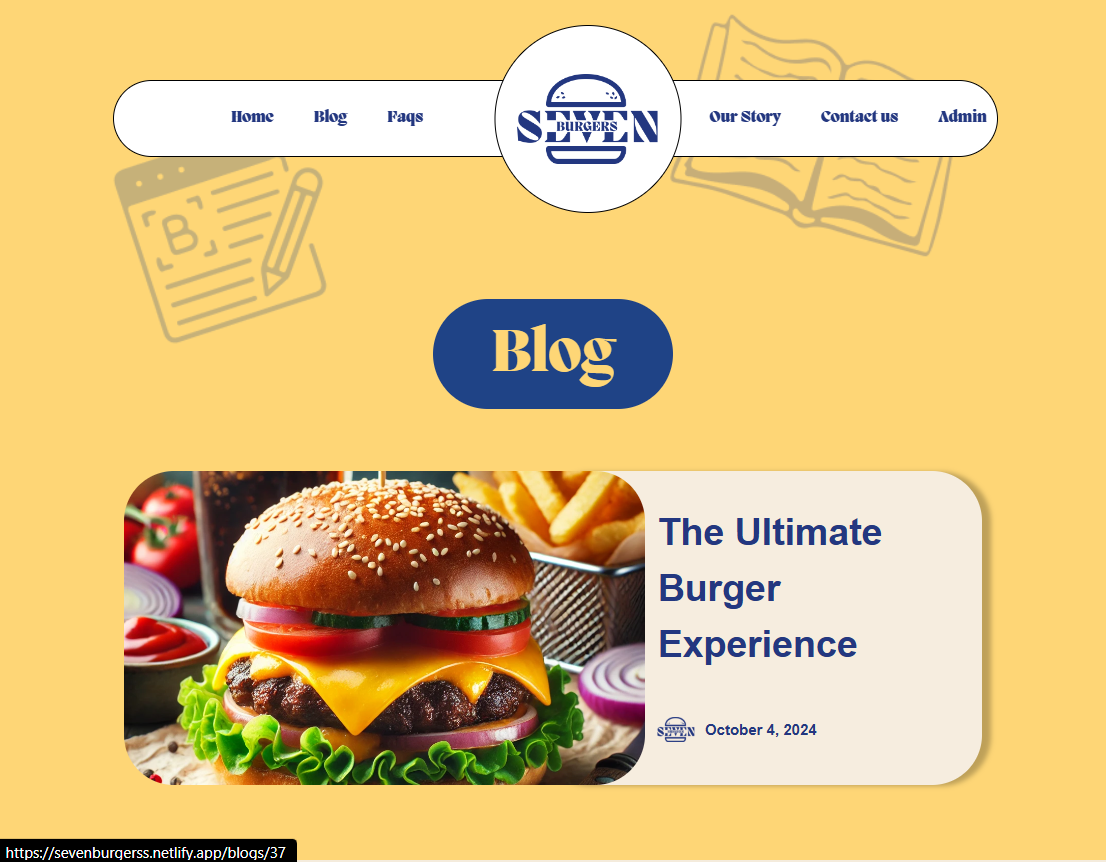 Home Blog Faqs
SEVEN
BURGERS
Our Story Contact us Admin
B
Blog
The Ultimate
Burger
Experience
SEVEN
October 4, 2024
https://sevenburgerss.netlify.app/blogs/37